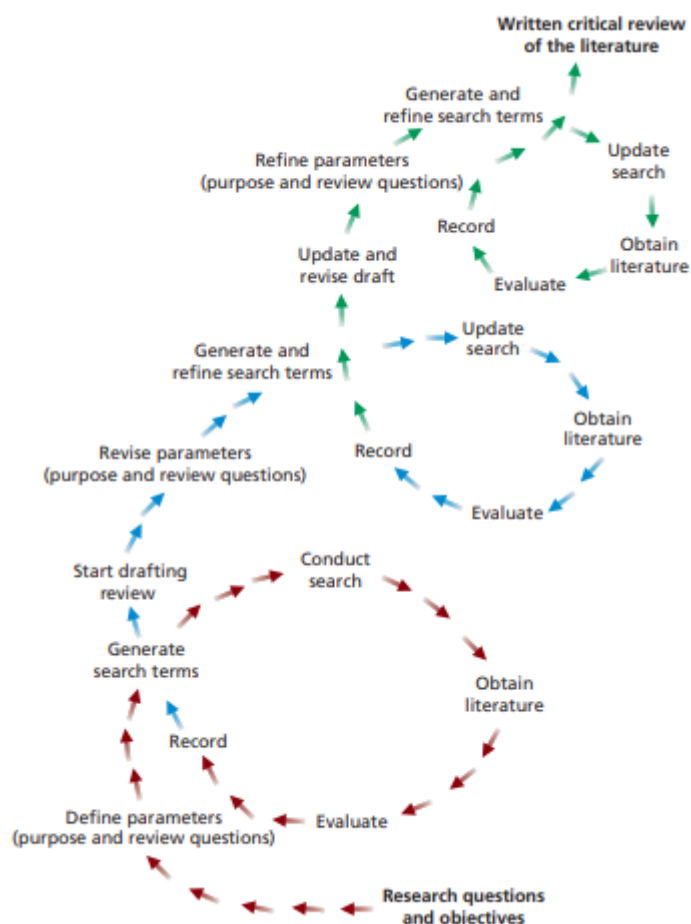 Written critical review
of the literature
Generate and
refine search terms
Update
search
Refine parameters
(purpose and review questions)
Record
Obtain
literature
Update and
revise draft
Evaluate
Generate and
refine search terms
Update
search
Obtain
literature
Revise parameters
(purpose and review questions)
Record
Evaluate
Start drafting
review
Conduct
search
Generate
search terms
Obtain
literature
Record
Define parameters
(purpose and review questions)
Evaluate
Research questions
and objectives